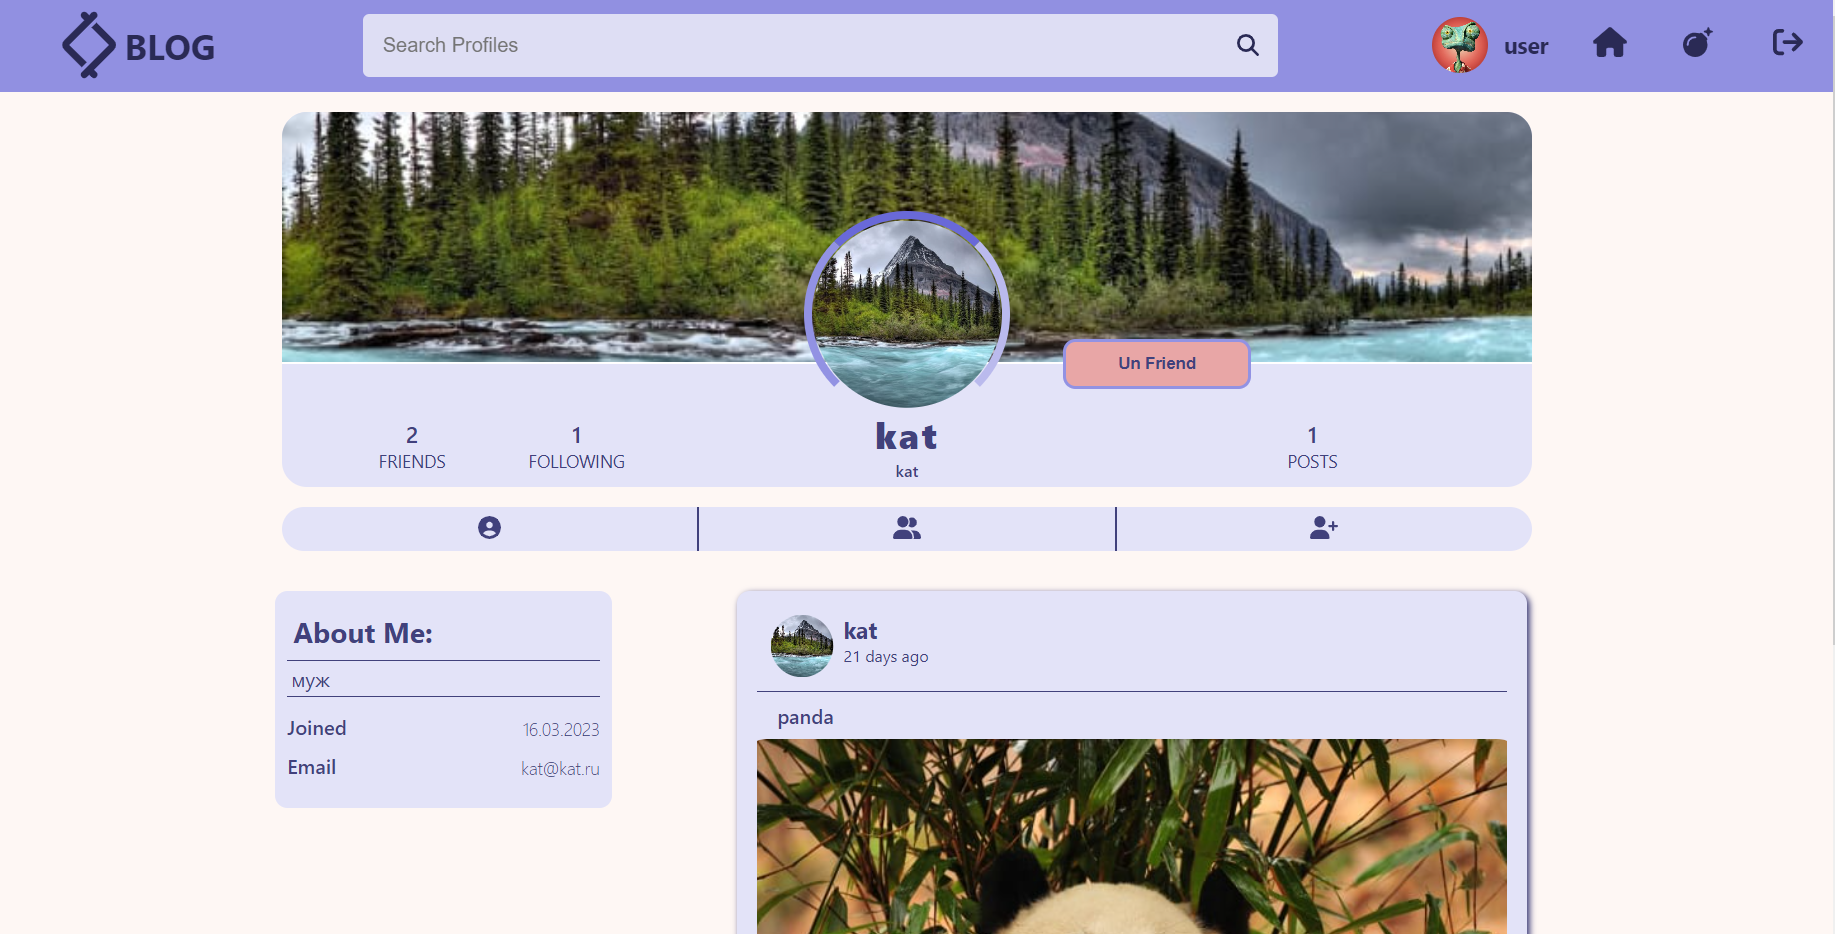 BLOG
Search Profiles
user
Un Friend
2
FRIENDS
1
FOLLOWING
kat
kat
1
POSTS
About Me:
муж
Joined 16.03.2023
Email kat@kat.ru
kat
21 days ago
panda